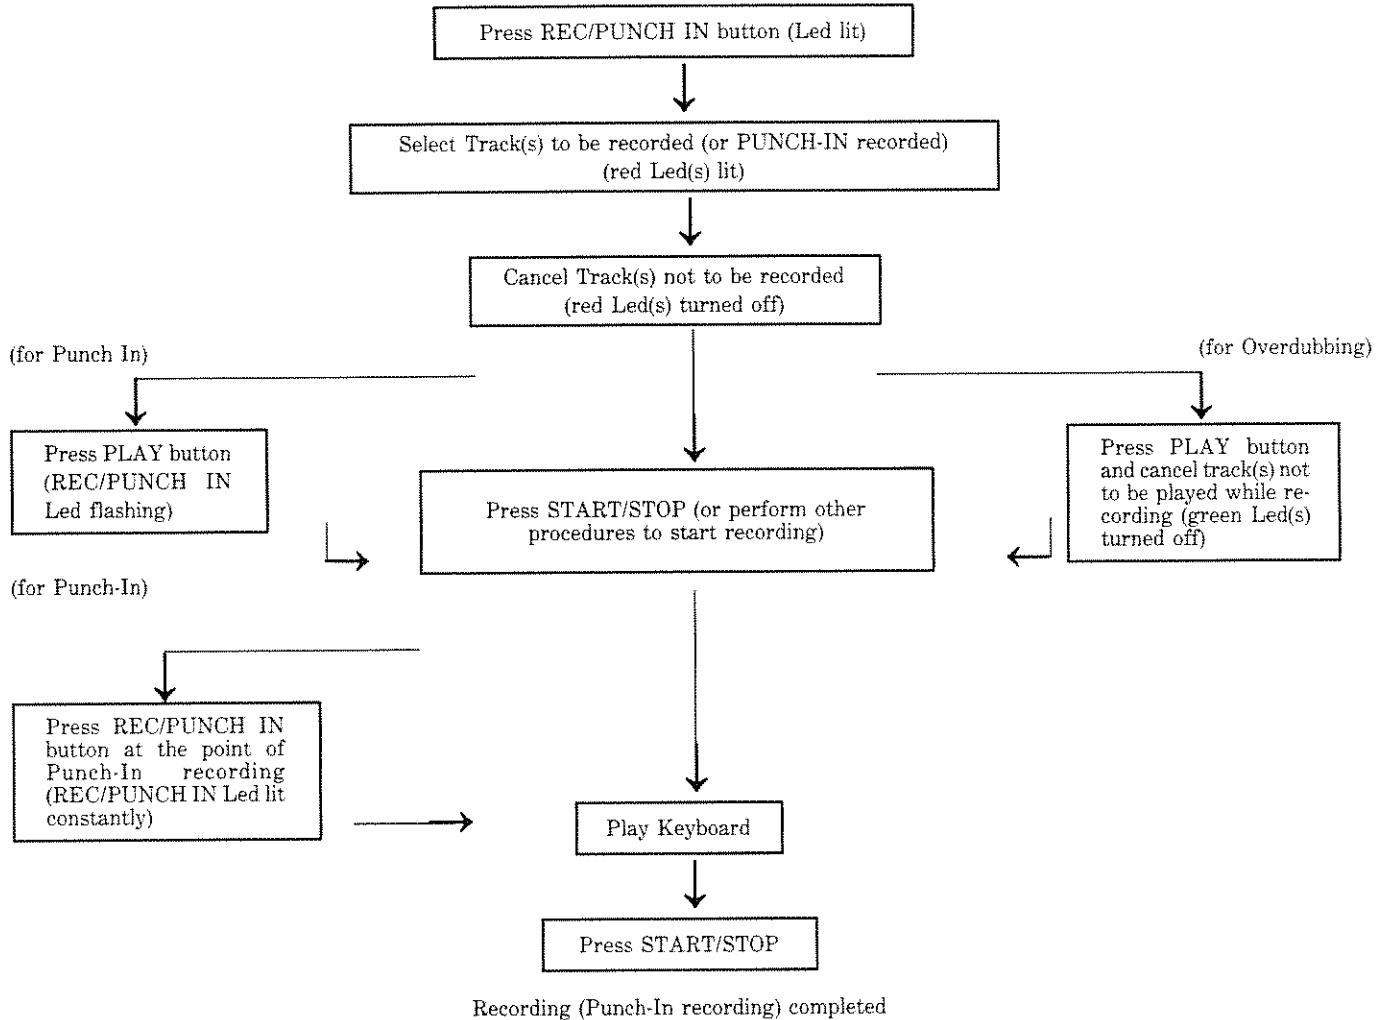 Press REC/PUNCH IN button (Led lit)
Select Track(s) to be recorded (or PUNCH-IN recorded)
(red Led(s) lit)
Cancel Track(s) not to be recorded
(red Led(s) turned off)
(for Punch In)
(for Overdubbing)
Press PLAY button
(REC/PUNCH IN
Led flashing)
Press START/STOP (or perform other
procedures to start recording)
Press PLAY button
and cancel track(s) not
to be played while re-
cording (green Led(s)
turned off)
(for Punch-In)
Press REC/PUNCH IN
button at the point of
Punch-In recording
(REC/PUNCH IN Led lit
constantly)
Play Keyboard
Press START/STOP
Recording (Punch-In recording) completed